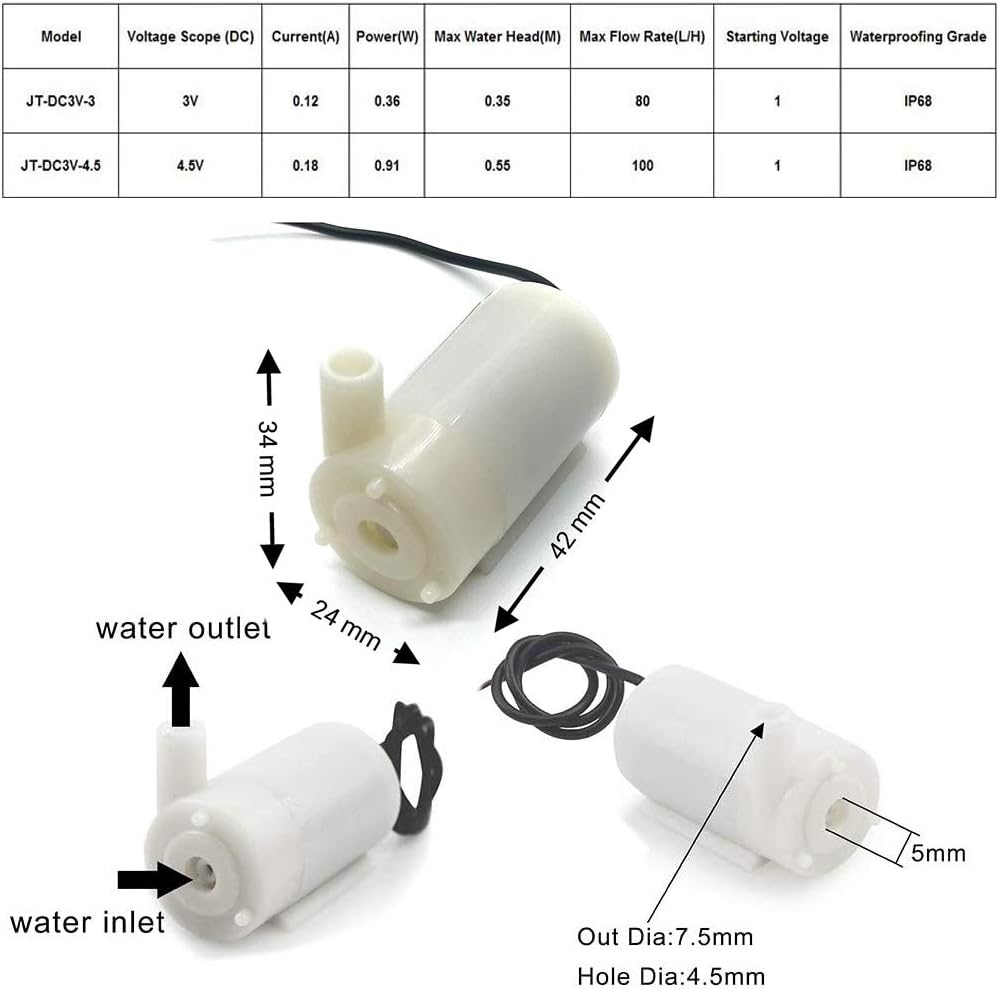 Model Voltage Scope (DC) Current(A) Power(W) Max Water Head(M) Max Flow Rate(L/H) Starting Voltage Waterproofing Grade
JT-DC3V-3 3V 0.12 0.36 0.35 80 1 IP68
JT-DC3V-4.5 4.5V 0.18 0.91 0.55 100 1 IP68
34 mm
42 mm
24 mm
water outlet
water inlet
5mm
Out Dia:7.5mm
Hole Dia:4.5mm